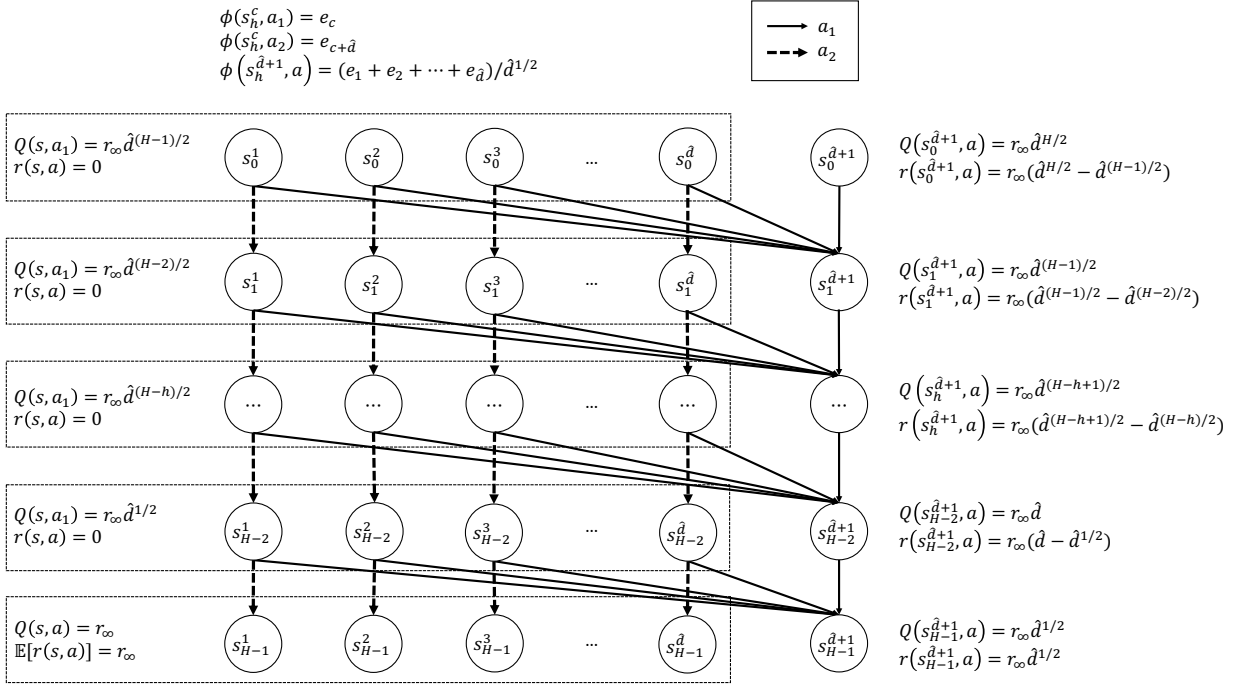 ϕ(s_h^c, a_1) = e_c
ϕ(s_h^c, a_2) = e_{c+d̂}
ϕ(s_h^{d̂+1}, a) = (e_1 + e_2 + ⋯ + e_{d̂})/d̂^{1/2}
a_1
a_2
Q(s, a_1) = r_∞ d̂^{(H−1)/2}
r(s, a) = 0
s_0^1 s_0^2 s_0^3 ... s_0^{d̂} s_0^{d̂+1}
Q(s_0^{d̂+1}, a) = r_∞ d̂^{H/2}
r(s_0^{d̂+1}, a) = r_∞(d̂^{H/2} − d̂^{(H−1)/2})
Q(s, a_1) = r_∞ d̂^{(H−2)/2}
r(s, a) = 0
s_1^1 s_1^2 s_1^3 ... s_1^{d̂} s_1^{d̂+1}
Q(s_1^{d̂+1}, a) = r_∞ d̂^{(H−1)/2}
r(s_1^{d̂+1}, a) = r_∞(d̂^{(H−1)/2} − d̂^{(H−2)/2})
Q(s, a_1) = r_∞ d̂^{(H−h)/2}
r(s, a) = 0
... ... ... ... ... ...
Q(s_h^{d̂+1}, a) = r_∞ d̂^{(H−h+1)/2}
r(s_h^{d̂+1}, a) = r_∞(d̂^{(H−h+1)/2} − d̂^{(H−h)/2})
Q(s, a_1) = r_∞ d̂^{1/2}
r(s, a) = 0
s_{H−2}^1 s_{H−2}^2 s_{H−2}^3 ... s_{H−2}^{d̂} s_{H−2}^{d̂+1}
Q(s_{H−2}^{d̂+1}, a) = r_∞ d̂
r(s_{H−2}^{d̂+1}, a) = r_∞(d̂ − d̂^{1/2})
Q(s, a) = r_∞
𝔼[r(s, a)] = r_∞
s_{H−1}^1 s_{H−1}^2 s_{H−1}^3 ... s_{H−1}^{d̂} s_{H−1}^{d̂+1}
Q(s_{H−1}^{d̂+1}, a) = r_∞ d̂^{1/2}
r(s_{H−1}^{d̂+1}, a) = r_∞ d̂^{1/2}